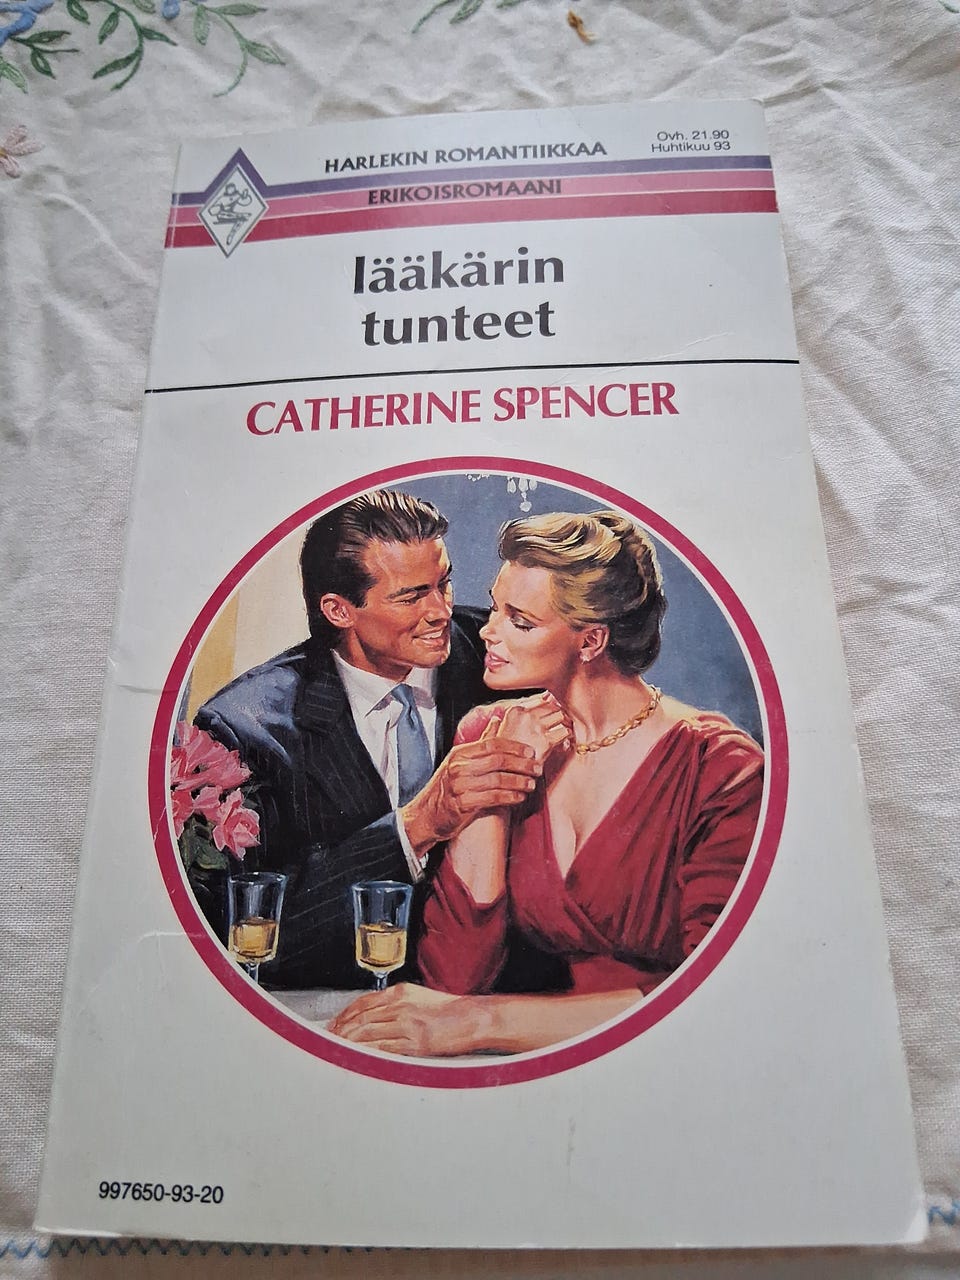 HARLEKIN ROMANTIIKKAA
Ovh. 21.90
Huhtikuu 93
ERIKOISROMAANI
lääkärin
tunteet
CATHERINE SPENCER
997650-93-20